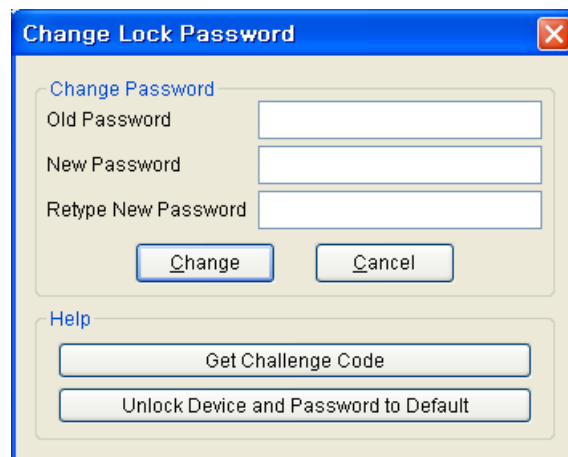 Change Lock Password
Change Password
Old Password
New Password
Retype New Password
Change Cancel
Help
Get Challenge Code
Unlock Device and Password to Default